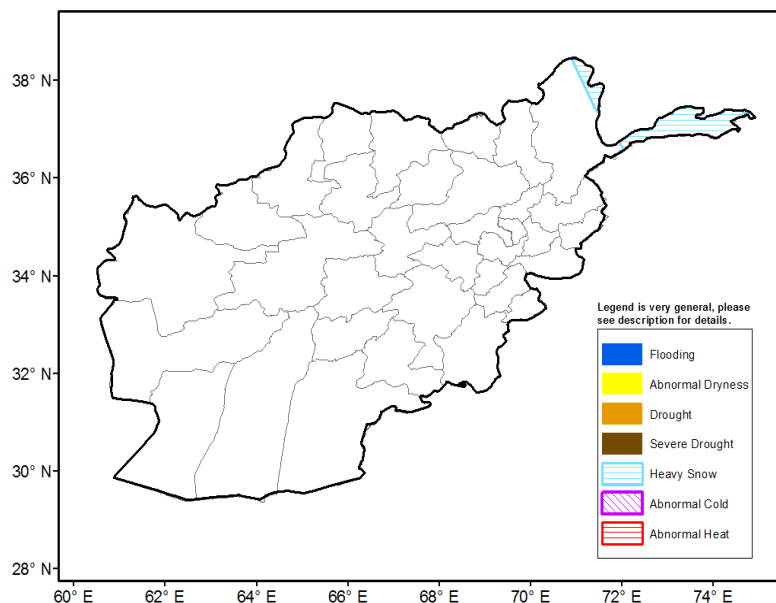 38° N
36° N
34° N
32° N
30° N
28° N
Legend is very general, please
see description for details.
Flooding
Abnormal Dryness
Drought
Severe Drought
Heavy Snow
Abnormal Cold
Abnormal Heat
60° E
62° E
64° E
66° E
68° E
70° E
72° E
74° E